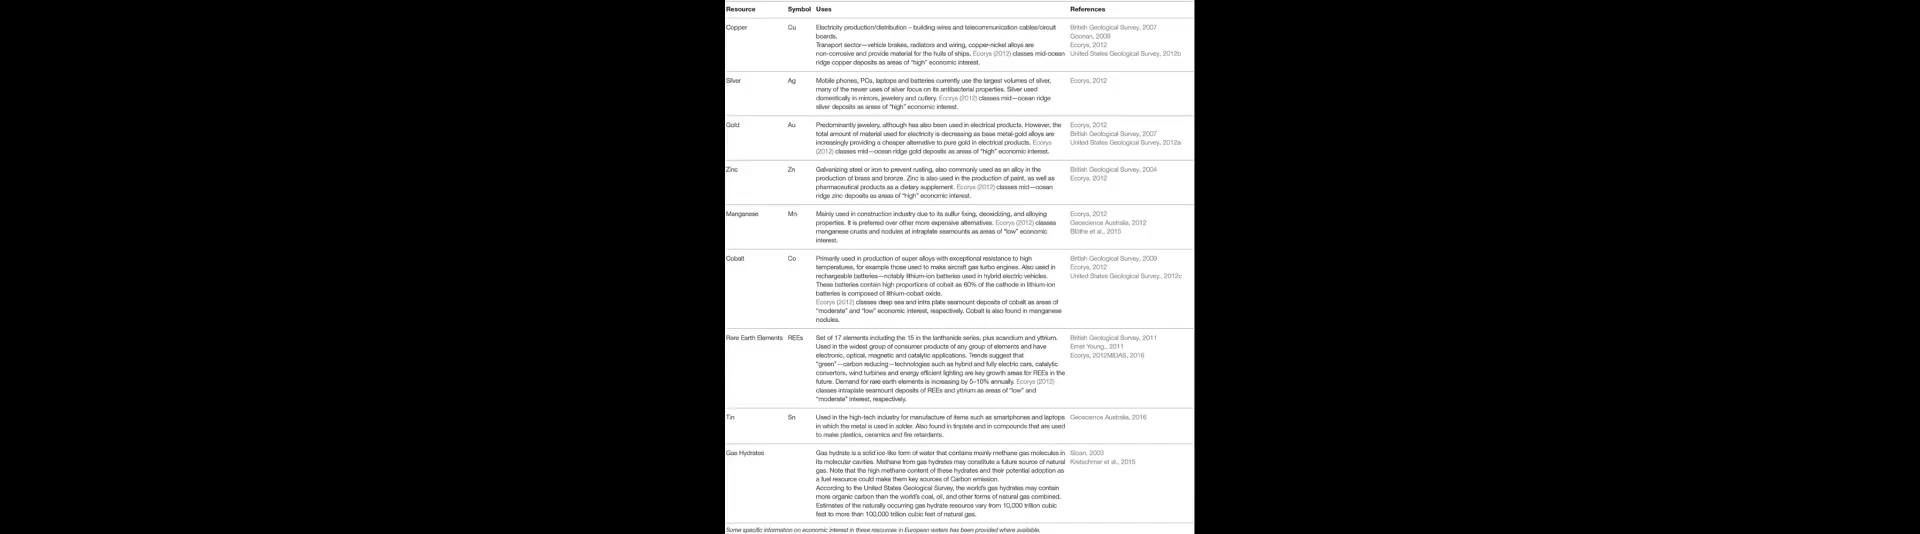 Resource Symbol Uses References
Copper Cu Electricity production/distribution – building wires and telecommunication cables/circuit British Geological Survey, 2007
boards. Goonan, 2009
Transport sector—vehicle brakes, radiators and wiring, copper-nickel alloys are Ecorys, 2012
non-corrosive and provide material for the hulls of ships. Ecorys (2012) classes mid-ocean United States Geological Survey, 2012b
ridge copper deposits as areas of "high" economic interest.
Silver Ag Mobile phones, PCs, laptops and batteries currently use the largest volumes of silver, Ecorys, 2012
many of the newer uses of silver focus on its antibacterial properties. Silver used
domestically in mirrors, jewelery and cutlery. Ecorys (2012) classes mid—ocean ridge
silver deposits as areas of "high" economic interest.
Gold Au Predominantly jewelery, although has also been used in electrical products. However, the Ecorys, 2012
total amount of material used for electricity is decreasing as base metal-gold alloys are British Geological Survey, 2007
increasingly providing a cheaper alternative to pure gold in electrical products. Ecorys United States Geological Survey, 2012a
(2012) classes mid—ocean ridge gold deposits as areas of "high" economic interest.
Zinc Zn Galvanizing steel or iron to prevent rusting, also commonly used as an alloy in the British Geological Survey, 2004
production of brass and bronze. Zinc is also used in the production of paint, as well as Ecorys, 2012
pharmaceutical products as a dietary supplement. Ecorys (2012) classes mid—ocean
ridge zinc deposits as areas of "high" economic interest.
Manganese Mn Mainly used in construction industry due to its sulfur fixing, deoxidizing, and alloying Ecorys, 2012
properties. It is preferred over other more expensive alternatives. Ecorys (2012) classes Geoscience Australia, 2012
manganese crusts and nodules at intraplate seamounts as areas of "low" economic Blöthe et al., 2015
interest.
Cobalt Co Primarily used in production of super alloys with exceptional resistance to high British Geological Survey, 2009
temperatures, for example those used to make aircraft gas turbo engines. Also used in Ecorys, 2012
rechargeable batteries—notably lithium-ion batteries used in hybrid electric vehicles. United States Geological Survey., 2012c
These batteries contain high proportions of cobalt as 60% of the cathode in lithium-ion
batteries is composed of lithium-cobalt oxide.
Ecorys (2012) classes deep sea and intra plate seamount deposits of cobalt as areas of
"moderate" and "low" economic interest, respectively. Cobalt is also found in manganese
nodules.
Rare Earth Elements REEs Set of 17 elements including the 15 in the lanthanide series, plus scandium and yttrium. British Geological Survey, 2011
Used in the widest group of consumer products of any group of elements and have Ernst Young., 2011
electronic, optical, magnetic and catalytic applications. Trends suggest that Ecorys, 2012MIDAS, 2016
"green"—carbon reducing—technologies such as hybrid and fully electric cars, catalytic
convertors, wind turbines and energy efficient lighting are key growth areas for REEs in the
future. Demand for rare earth elements is increasing by 5–10% annually. Ecorys (2012)
classes intraplate seamount deposits of REEs and yttrium as areas of "low" and
"moderate" interest, respectively.
Tin Sn Used in the high-tech industry for manufacture of items such as smartphones and laptops Geoscience Australia, 2016
in which the metal is used in solder. Also found in tinplate and in compounds that are used
to make plastics, ceramics and fire retardants.
Gas Hydrates Gas hydrate is a solid ice-like form of water that contains mainly methane gas molecules in Sloan, 2003
its molecular cavities. Methane from gas hydrates may constitute a future source of natural Kretschmer et al., 2015
gas. Note that the high methane content of these hydrates and their potential adoption as
a fuel resource could make them key sources of Carbon emission.
According to the United States Geological Survey, the world's gas hydrates may contain
more organic carbon than the world's coal, oil, and other forms of natural gas combined.
Estimates of the naturally occurring gas hydrate resource vary from 10,000 trillion cubic
feet to more than 100,000 trillion cubic feet of natural gas.
Some specific information on economic interest in these resources in European waters has been provided where available.